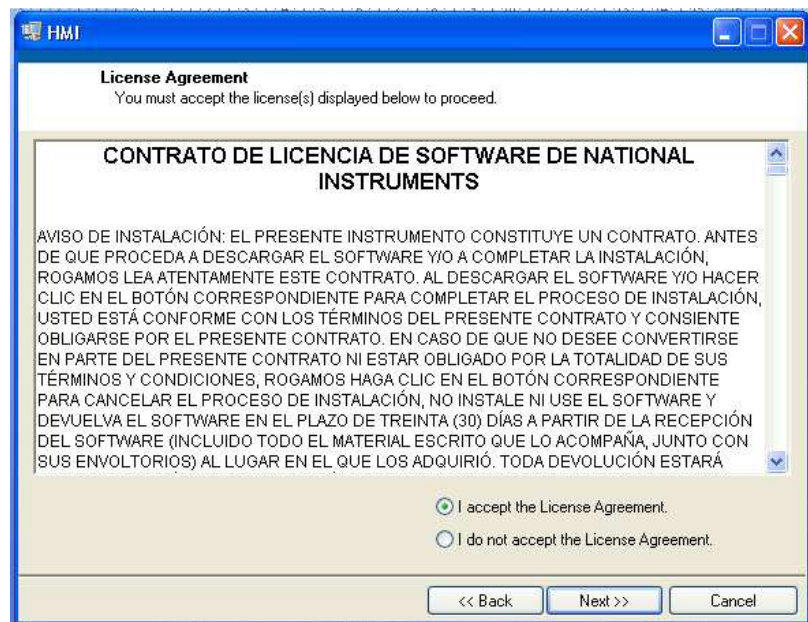 HMI
License Agreement
You must accept the license(s) displayed below to proceed.
CONTRATO DE LICENCIA DE SOFTWARE DE NATIONAL
INSTRUMENTS
AVISO DE INSTALACIÓN: EL PRESENTE INSTRUMENTO CONSTITUYE UN CONTRATO. ANTES
DE QUE PROCEDA A DESCARGAR EL SOFTWARE Y/O A COMPLETAR LA INSTALACIÓN,
ROGAMOS LEA ATENTAMENTE ESTE CONTRATO. AL DESCARGAR EL SOFTWARE Y/O HACER
CLIC EN EL BOTÓN CORRESPONDIENTE PARA COMPLETAR EL PROCESO DE INSTALACIÓN,
USTED ESTÁ CONFORME CON LOS TÉRMINOS DEL PRESENTE CONTRATO Y CONSIENTE
OBLIGARSE POR EL PRESENTE CONTRATO. EN CASO DE QUE NO DESEE CONVERTIRSE
EN PARTE DEL PRESENTE CONTRATO NI ESTAR OBLIGADO POR LA TOTALIDAD DE SUS
TÉRMINOS Y CONDICIONES, ROGAMOS HAGA CLIC EN EL BOTÓN CORRESPONDIENTE
PARA CANCELAR EL PROCESO DE INSTALACIÓN, NO INSTALE NI USE EL SOFTWARE Y
DEVUELVA EL SOFTWARE EN EL PLAZO DE TREINTA (30) DÍAS A PARTIR DE LA RECEPCIÓN
DEL SOFTWARE (INCLUIDO TODO EL MATERIAL ESCRITO QUE LO ACOMPAÑA, JUNTO CON
SUS ENVOLTORIOS) AL LUGAR EN EL QUE LOS ADQUIRIÓ. TODA DEVOLUCIÓN ESTARÁ
I accept the License Agreement.
I do not accept the License Agreement.
<< Back
Next >>
Cancel